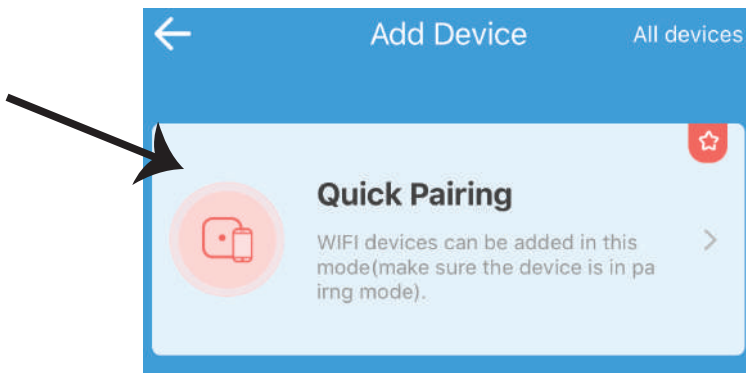 Add Device
All devices
Quick Pairing
WIFI devices can be added in this
mode(make sure the device is in pa
irng mode).